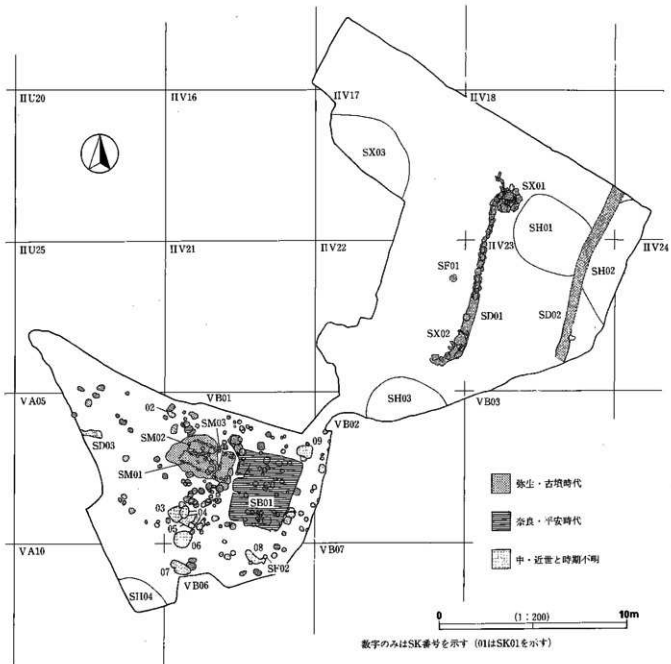 IIU20
IIV16
IIV17
IIV18
SX03
SX01
SH01
IIU25
IIV21
IIV22
IIV23
IIV24
SF01
SH02
SD01
SD02
SX02
SH03
VA05
VB01
VB02
VB03
02
SM03
SM02
09
SD03
SM01
SB01
03
04
05
06
VA10
08
VB07
07
SF02
VB06
SH04
弥生・古墳時代
奈良・平安時代
中・近世と時期不明
0 (1:200) 10m
数字のみはSK番号を示す (01はSK01を示す)